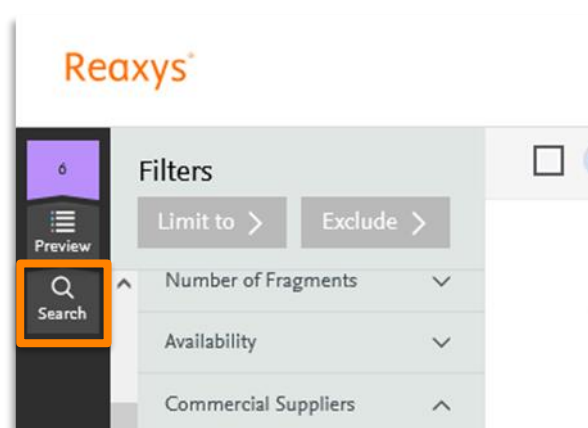 Reaxys®
6
Filters
Limit to
Exclude
Preview
Search
Number of Fragments
Availability
Commercial Suppliers